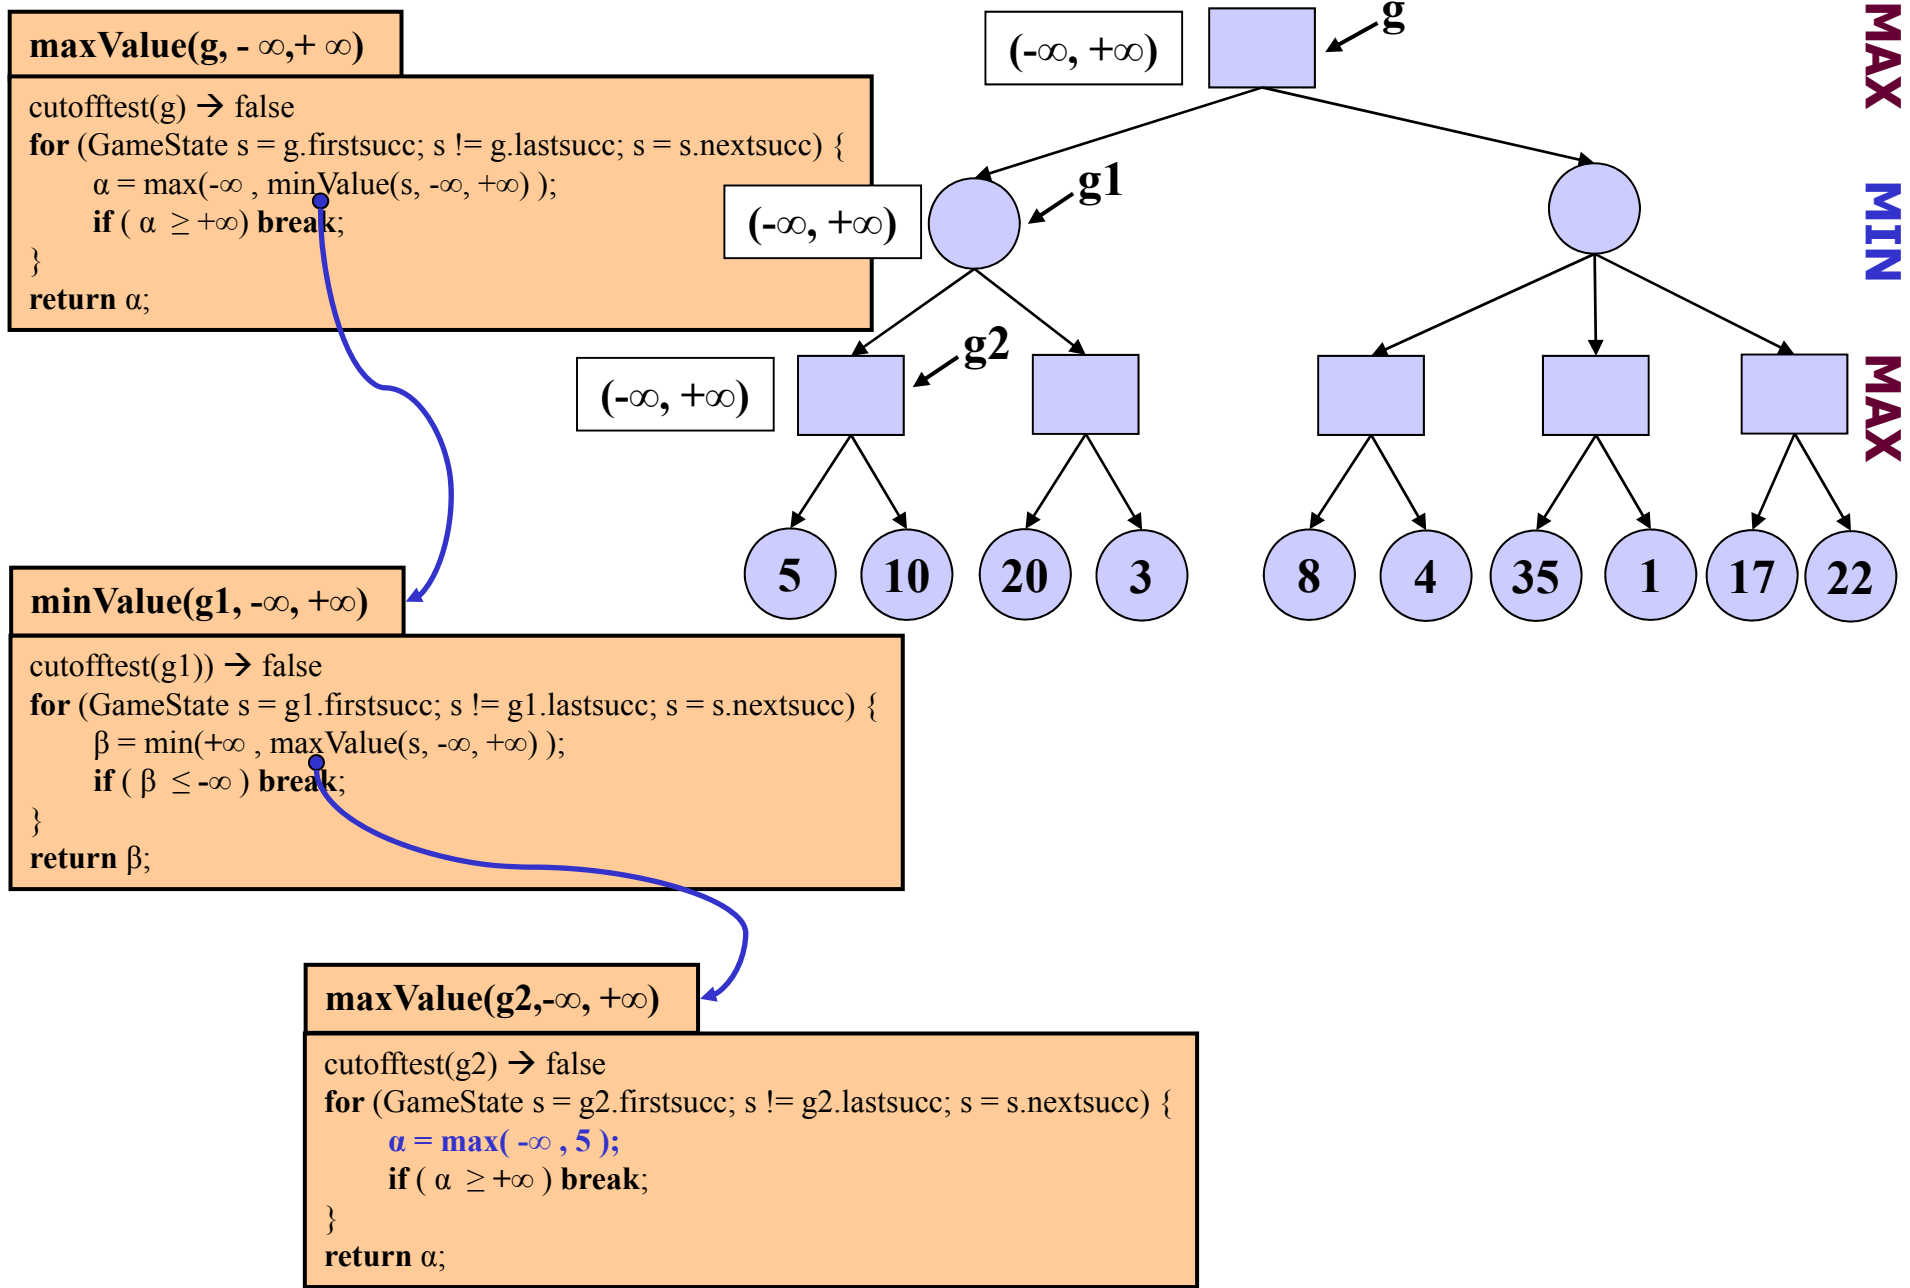 maxValue(g, - ∞,+ ∞)
cutofftest(g) → false
for (GameState s = g.firstsucc; s != g.lastsucc; s = s.nextsucc) {
α = max(-∞ , minValue(s, -∞, +∞) );
if ( α ≥ +∞) break;
}
return α;
(-∞, +∞)
g
MAX
(-∞, +∞)
g1
MIN
(-∞, +∞)
g2
MAX
5 10 20 3 8 4 35 1 17 22
minValue(g1, -∞, +∞)
cutofftest(g1)) → false
for (GameState s = g1.firstsucc; s != g1.lastsucc; s = s.nextsucc) {
β = min(+∞ , maxValue(s, -∞, +∞) );
if ( β ≤ -∞ ) break;
}
return β;
maxValue(g2,-∞, +∞)
cutofftest(g2) → false
for (GameState s = g2.firstsucc; s != g2.lastsucc; s = s.nextsucc) {
α = max( -∞ , 5 );
if ( α ≥ +∞ ) break;
}
return α;